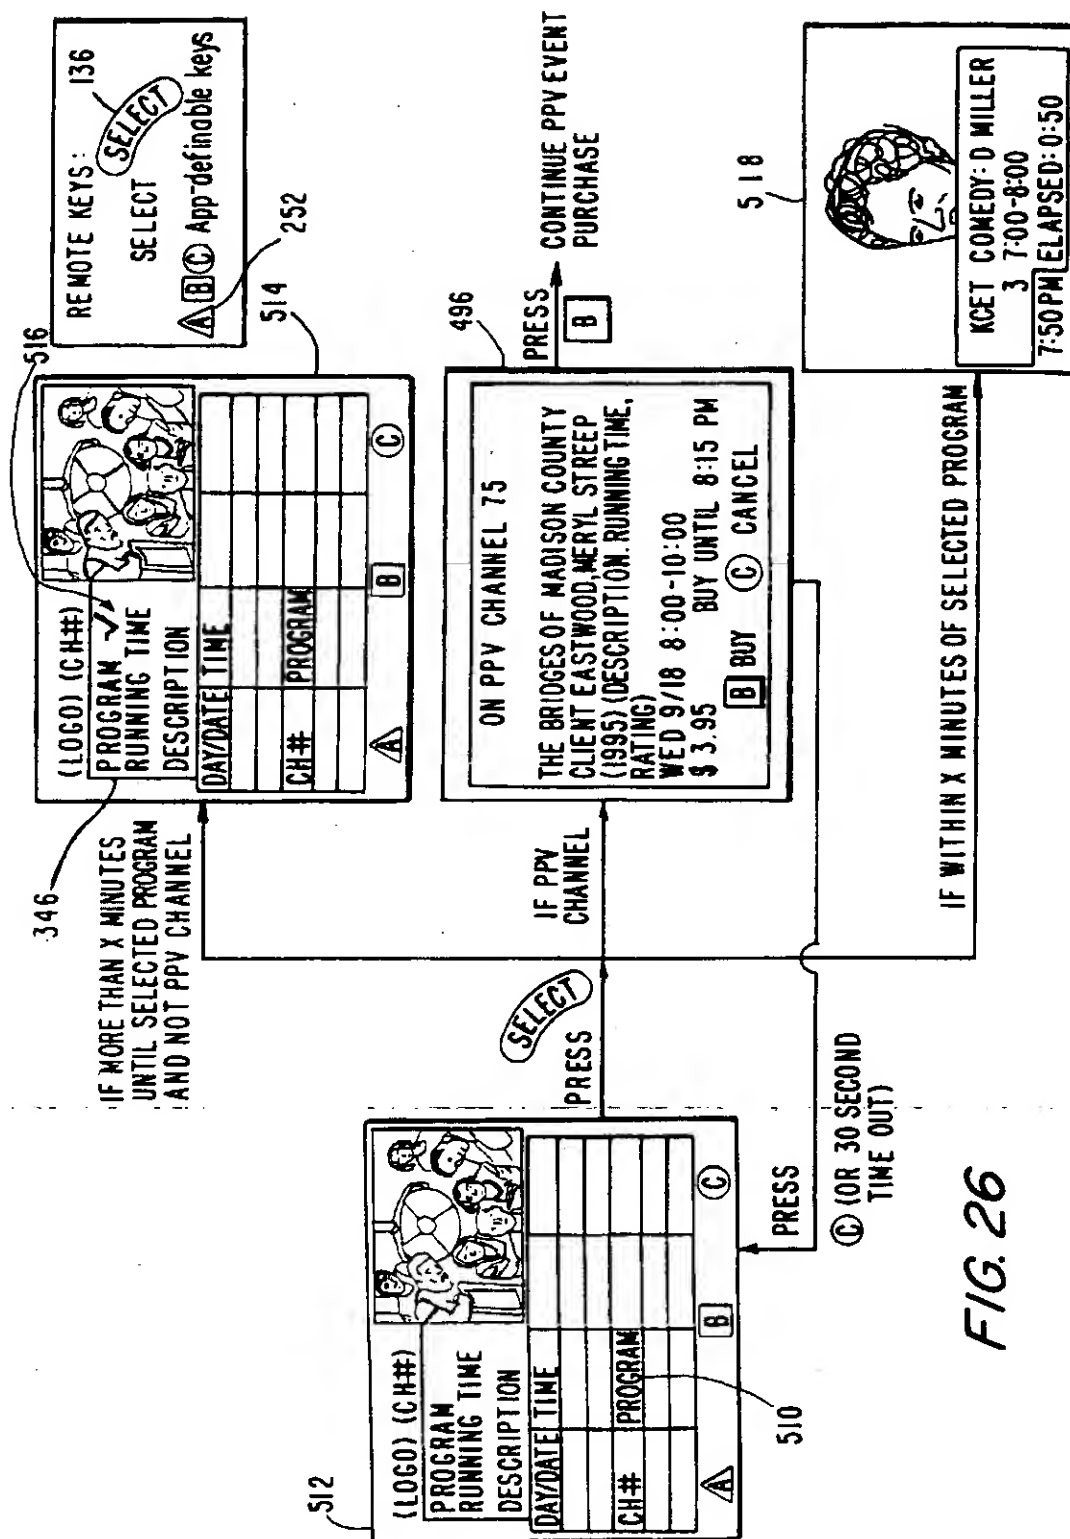 REMOTE KEYS:
136
SELECT
SELECT
A B C App-definable keys
252
516
514
(LOGO) (CH#)
PROGRAM ✓
RUNNING TIME
DESCRIPTION
DAY/DATE TIME
CH# PROGRAM
A B C
346
IF MORE THAN X MINUTES
UNTIL SELECTED PROGRAM
AND NOT PPV CHANNEL
512
(LOGO) (CH#)
PROGRAM
RUNNING TIME
DESCRIPTION
DAY/DATE TIME
CH# PROGRAM
A B C
510
PRESS
SELECT
IF PPV
CHANNEL
496
ON PPV CHANNEL 75
THE BRIDGES OF MADISON COUNTY
CLIENT EASTWOOD, MERYL STREEP
(1995) (DESCRIPTION. RUNNING TIME,
RATING)
WED 9/18 8:00-10:00
$ 3.95 BUY UNTIL 8:15 PM
B BUY C CANCEL
PRESS
B
CONTINUE PPV EVENT
PURCHASE
PRESS
C (OR 30 SECOND
TIME OUT)
IF WITHIN X MINUTES OF SELECTED PROGRAM
518
KCET COMEDY: D MILLER
3 7:00-8:00
7:50PM ELAPSED: 0:50
FIG. 26